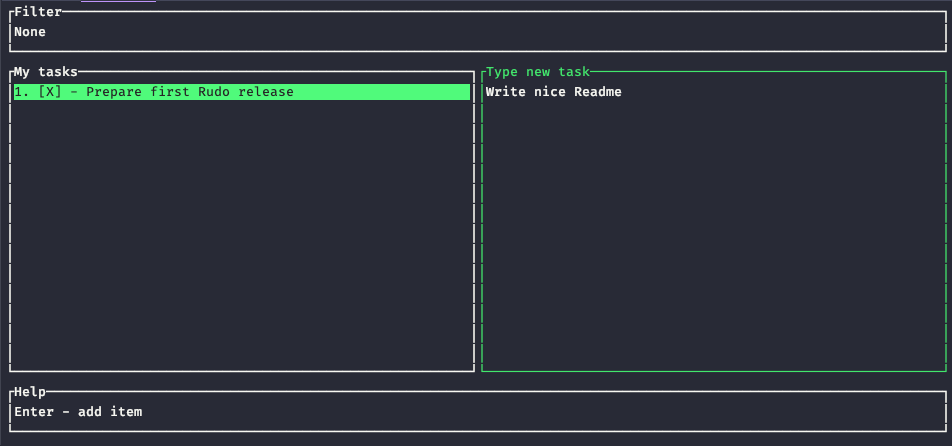 Filter
None
My tasks
1. [X] - Prepare first Rudo release
Type new task
Write nice Readme
Help
Enter - add item